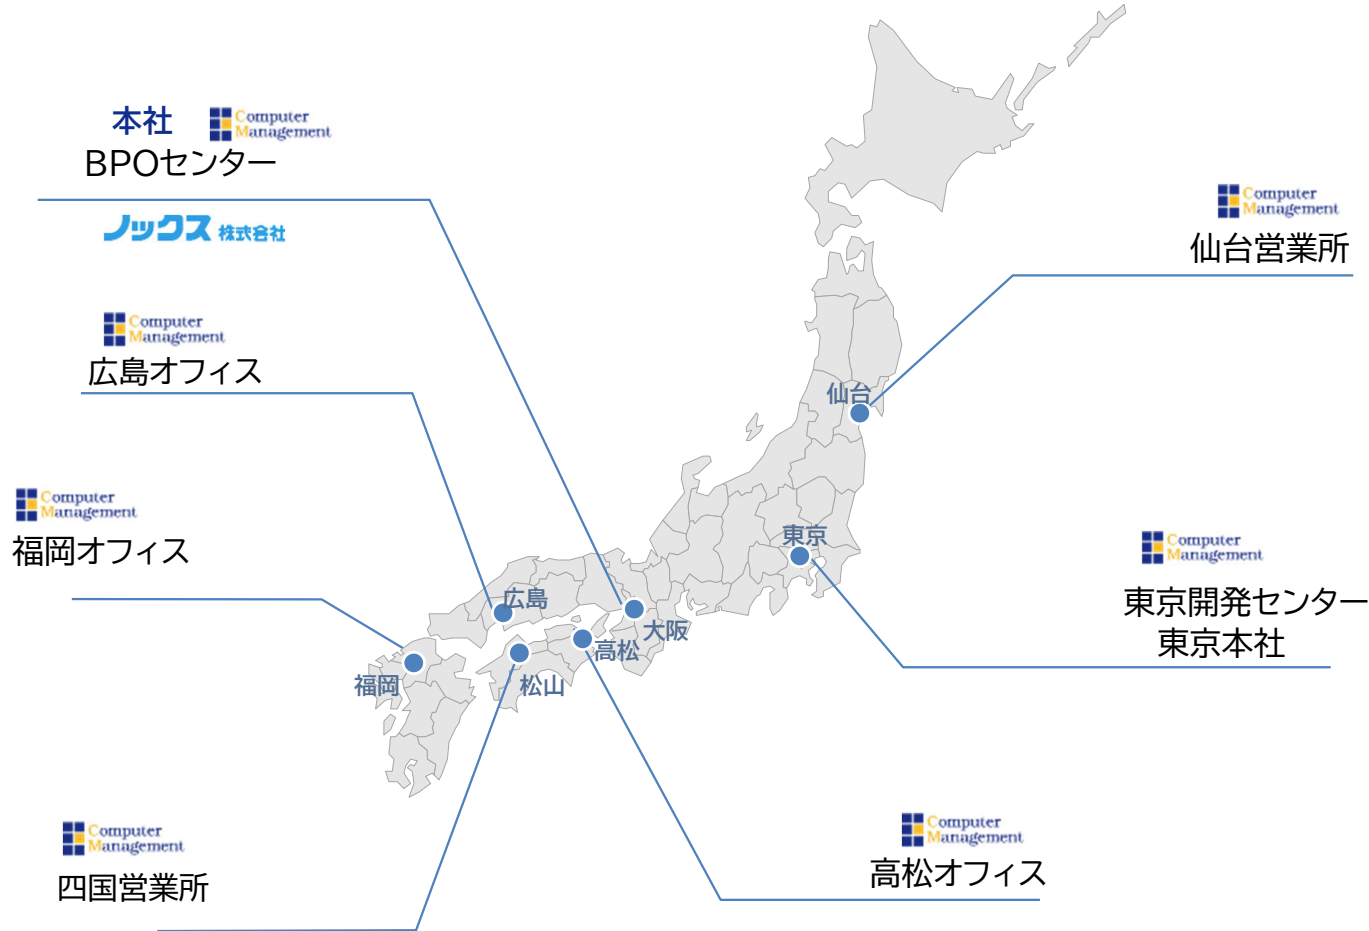 本社
Computer
Management
BPOセンター
ノックス 株式会社
Computer
Management
仙台営業所
Computer
Management
広島オフィス
仙台
Computer
Management
福岡オフィス
東京
Computer
Management
東京開発センター
東京本社
広島
大阪
高松
福岡
松山
Computer
Management
四国営業所
Computer
Management
高松オフィス